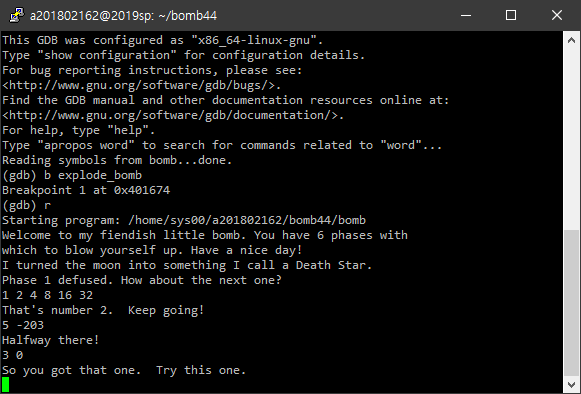 a201802162@2019sp: ~/bomb44
This GDB was configured as "x86_64-linux-gnu".
Type "show configuration" for configuration details.
For bug reporting instructions, please see:
<http://www.gnu.org/software/gdb/bugs/>.
Find the GDB manual and other documentation resources online at:
<http://www.gnu.org/software/gdb/documentation/>.
For help, type "help".
Type "apropos word" to search for commands related to "word"...
Reading symbols from bomb...done.
(gdb) b explode_bomb
Breakpoint 1 at 0x401674
(gdb) r
Starting program: /home/sys00/a201802162/bomb44/bomb
Welcome to my fiendish little bomb. You have 6 phases with
which to blow yourself up. Have a nice day!
I turned the moon into something I call a Death Star.
Phase 1 defused. How about the next one?
1 2 4 8 16 32
That's number 2.  Keep going!
5 -203
Halfway there!
3 0
So you got that one.  Try this one.